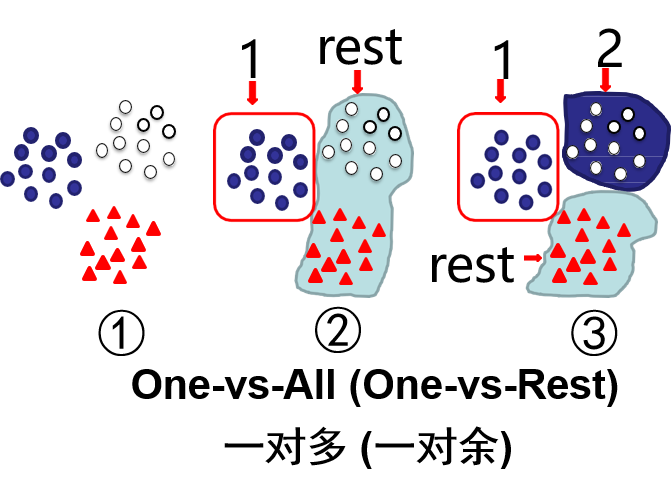 1 rest 1 2
rest
① ② ③
One-vs-All (One-vs-Rest)
一对多 (一对余)